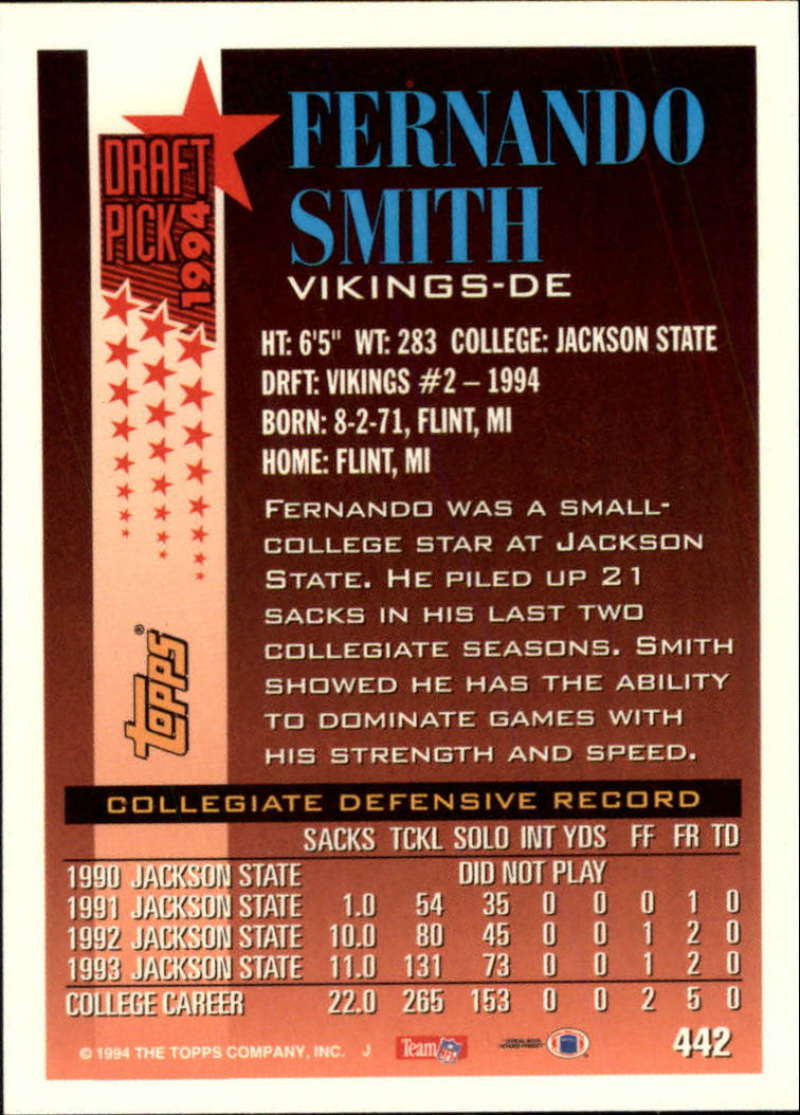 DRAFT
PICK
1994
FERNANDO
SMITH
VIKINGS-DE
HT: 6'5" WT: 283 COLLEGE: JACKSON STATE
DRFT: VIKINGS #2 – 1994
BORN: 8-2-71, FLINT, MI
HOME: FLINT, MI
FERNANDO WAS A SMALL-
COLLEGE STAR AT JACKSON
STATE. HE PILED UP 21
SACKS IN HIS LAST TWO
COLLEGIATE SEASONS. SMITH
SHOWED HE HAS THE ABILITY
TO DOMINATE GAMES WITH
HIS STRENGTH AND SPEED.
Topps®
COLLEGIATE DEFENSIVE RECORD
SACKS TCKL SOLO INT YDS FF FR TD
1990 JACKSON STATE DID NOT PLAY
1991 JACKSON STATE 1.0 54 35 0 0 0 1 0
1992 JACKSON STATE 10.0 80 45 0 0 1 2 0
1993 JACKSON STATE 11.0 131 73 0 0 1 2 0
COLLEGE CAREER 22.0 265 153 0 0 2 5 0
© 1994 THE TOPPS COMPANY, INC. J Team NFL 442